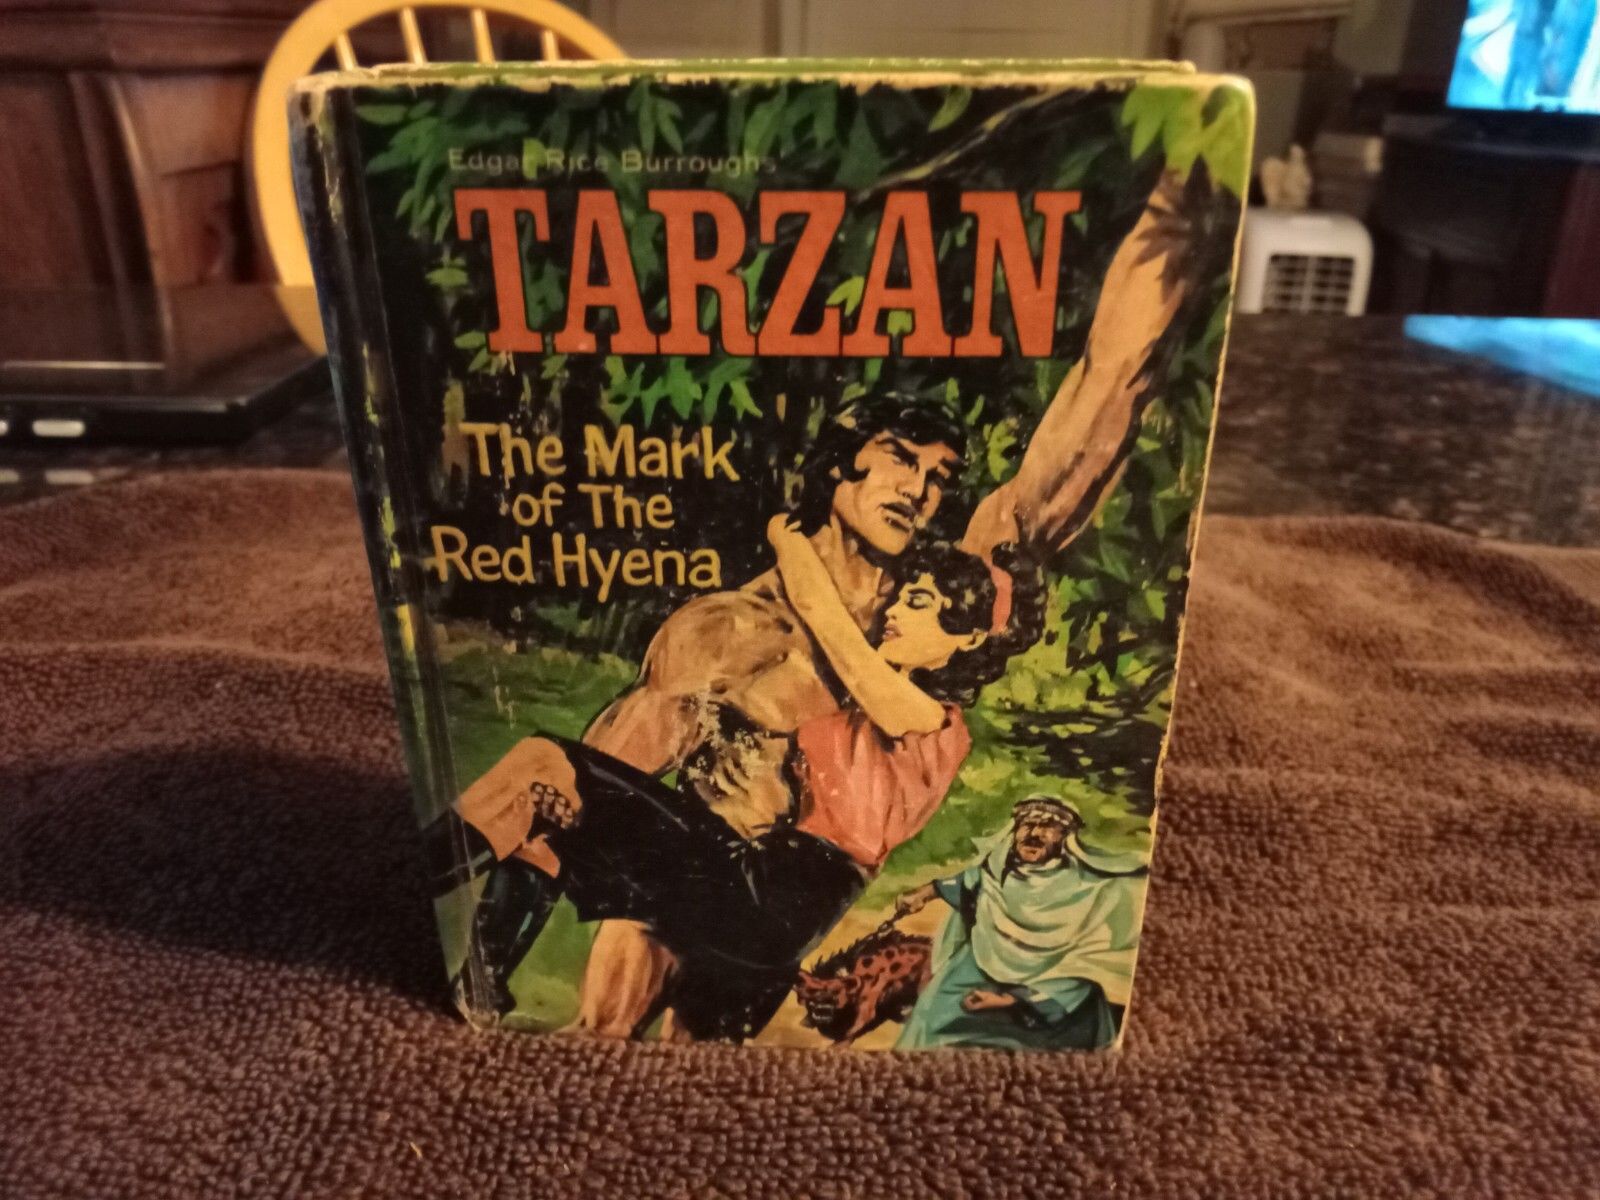 Edgar Rice Burroughs'
TARZAN
The Mark
of The
Red Hyena